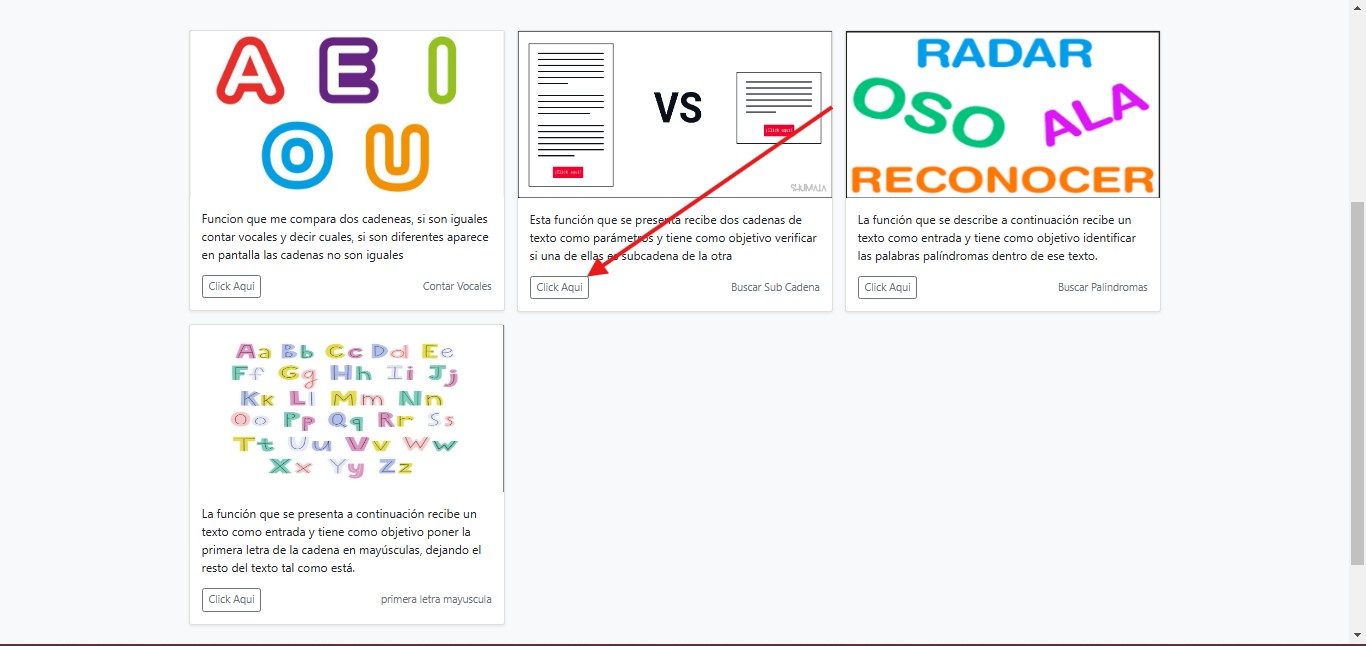 A E I
O U
Funcion que me compara dos cadeneas, si son iguales
contar vocales y decir cuales, si son diferentes aparece
en pantalla las cadenas no son iguales
Click Aqui
Contar Vocales
VS
¡Click aquí!
¡Click aquí!
SHUMALA
Esta función que se presenta recibe dos cadenas de
texto como parámetros y tiene como objetivo verificar
si una de ellas es subcadena de la otra
Click Aqui
Buscar Sub Cadena
RADAR
OSO
ALA
RECONOCER
La función que se describe a continuación recibe un
texto como entrada y tiene como objetivo identificar
las palabras palíndromas dentro de ese texto.
Click Aqui
Buscar Palindromas
Aa Bb Cc Dd Ee
Ff Gg Hh Ii Jj
Kk Ll Mm Nn
Oo Pp Qq Rr Ss
Tt Uu Vv Ww
Xx Yy Zz
La función que se presenta a continuación recibe un
texto como entrada y tiene como objetivo poner la
primera letra de la cadena en mayúsculas, dejando el
resto del texto tal como está.
Click Aqui
primera letra mayuscula